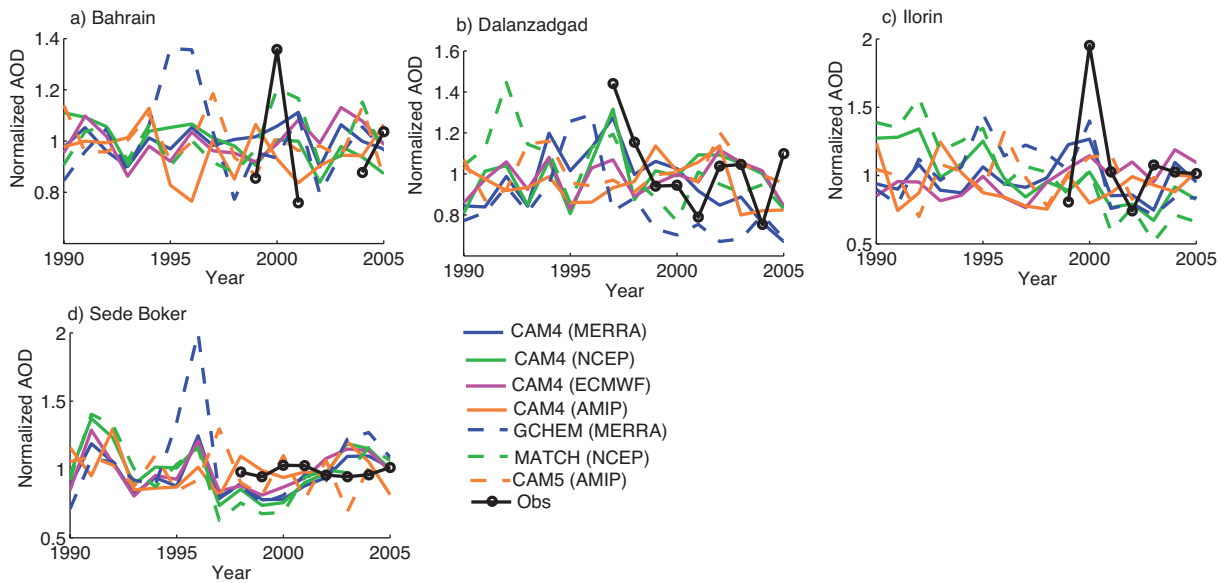 a) Bahrain
1.4
1.2
1
0.8
Normalized AOD
1990
1995
2000
2005
Year
b) Dalanzadgad
1.6
1.4
1.2
1
0.8
Normalized AOD
1990
1995
2000
2005
Year
c) Ilorin
2
1.5
1
0.5
Normalized AOD
1990
1995
2000
2005
Year
d) Sede Boker
2
1.5
1
0.5
Normalized AOD
1990
1995
2000
2005
Year
CAM4 (MERRA)
CAM4 (NCEP)
CAM4 (ECMWF)
CAM4 (AMIP)
GCHEM (MERRA)
MATCH (NCEP)
CAM5 (AMIP)
Obs